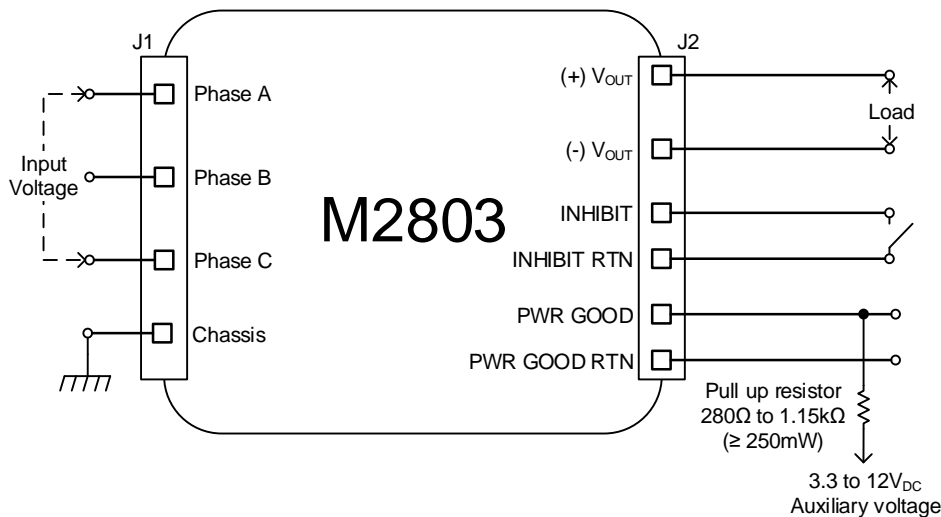 J1
J2
Phase A
Phase B
Phase C
Chassis
Input
Voltage
M2803
(+) VOUT
(-) VOUT
INHIBIT
INHIBIT RTN
PWR GOOD
PWR GOOD RTN
Load
Pull up resistor
280Ω to 1.15kΩ
(≥ 250mW)
3.3 to 12VDC
Auxiliary voltage